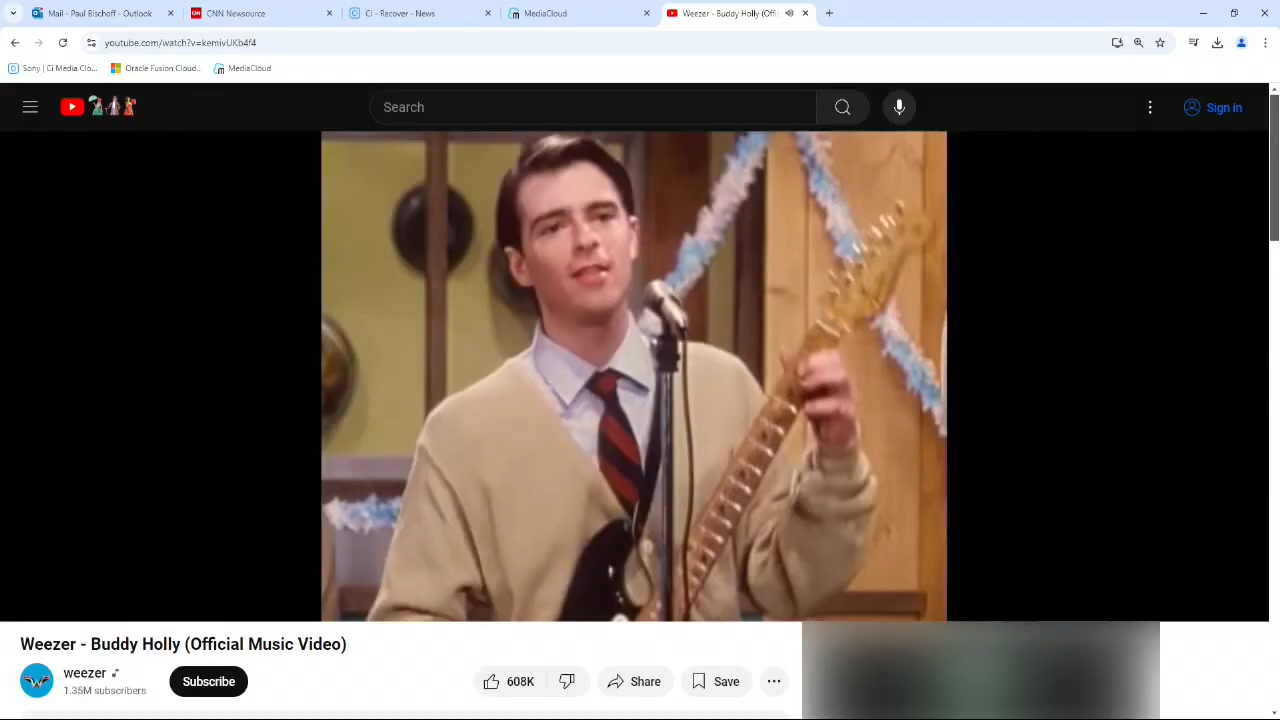 Mail - Paul Bischoff - Outlook
CNN Newsource
Ci - Recover - News
MediaCloud
Weezer - Buddy Holly (Offi
youtube.com/watch?v=kemivUKb4f4
Sony | Ci Media Clo...
Oracle Fusion Cloud...
MediaCloud
Search
Sign in
Weezer - Buddy Holly (Official Music Video)
weezer
1.35M subscribers
Subscribe
608K
Share
Save